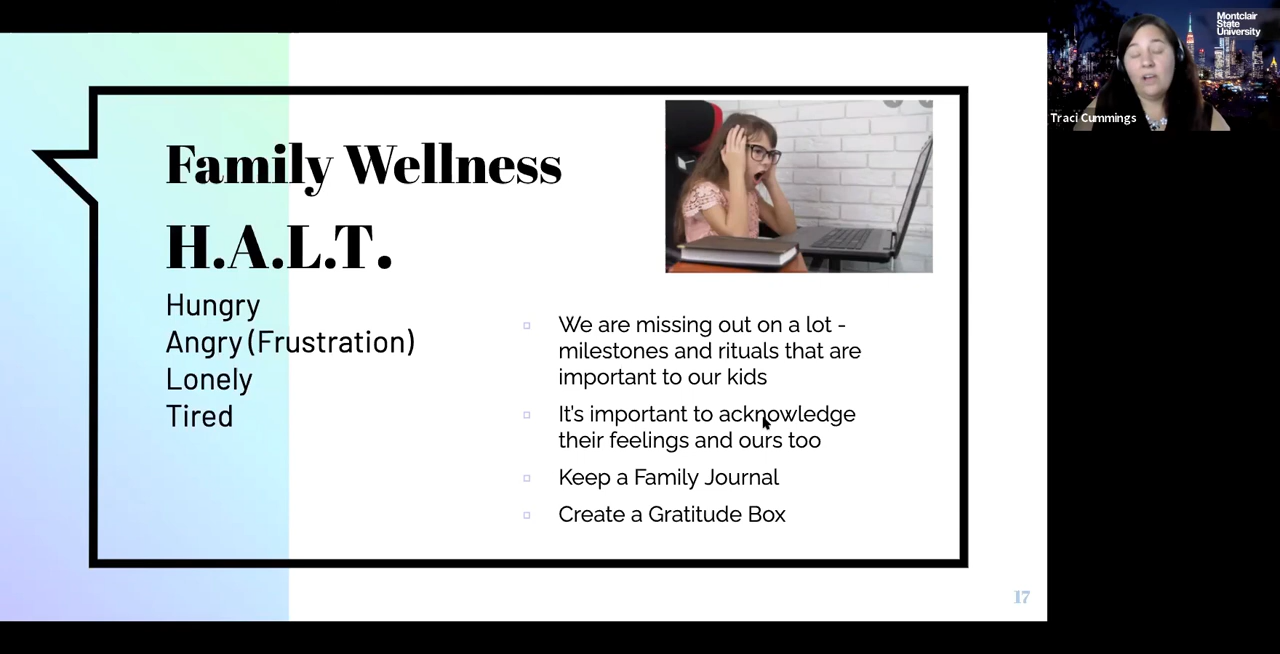 Family Wellness
H.A.L.T.
Hungry
Angry (Frustration)
Lonely
Tired
We are missing out on a lot -
milestones and rituals that are
important to our kids
It's important to acknowledge
their feelings and ours too
Keep a Family Journal
Create a Gratitude Box
17
Montclair
State
University
Traci Cummings